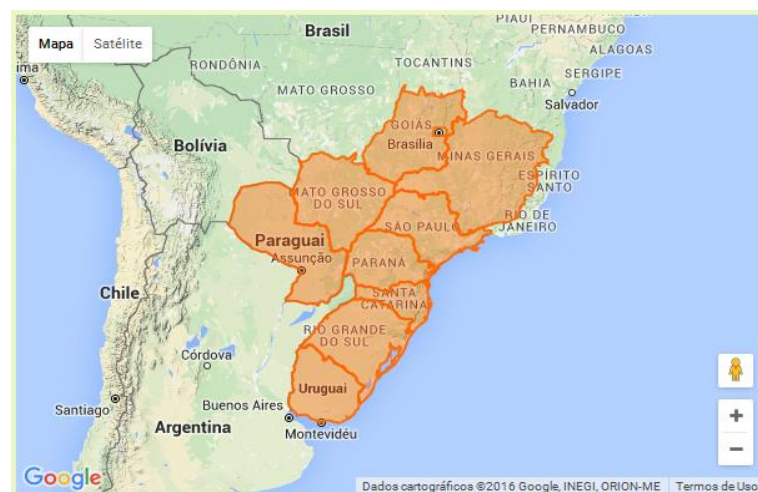 Mapa Satélite
Brasil
PIAUÍ
PERNAMBUCO
ALAGOAS
SERGIPE
TOCANTINS
RONDÔNIA
MATO GROSSO
BAHIA
Salvador
ima
GOIÁS
Brasília
Bolívia
MINAS GERAIS
ESPÍRITO
SANTO
MATO GROSSO
DO SUL
RIO DE
JANEIRO
SÃO PAULO
Paraguai
Assunção
PARANÁ
Chile
SANTA
CATARINA
RIO GRANDE
DO SUL
Córdova
Uruguai
Buenos Aires
Santiago
Argentina
Montevidéu
+
−
Google
Dados cartográficos ©2016 Google, INEGI, ORION-ME Termos de Uso